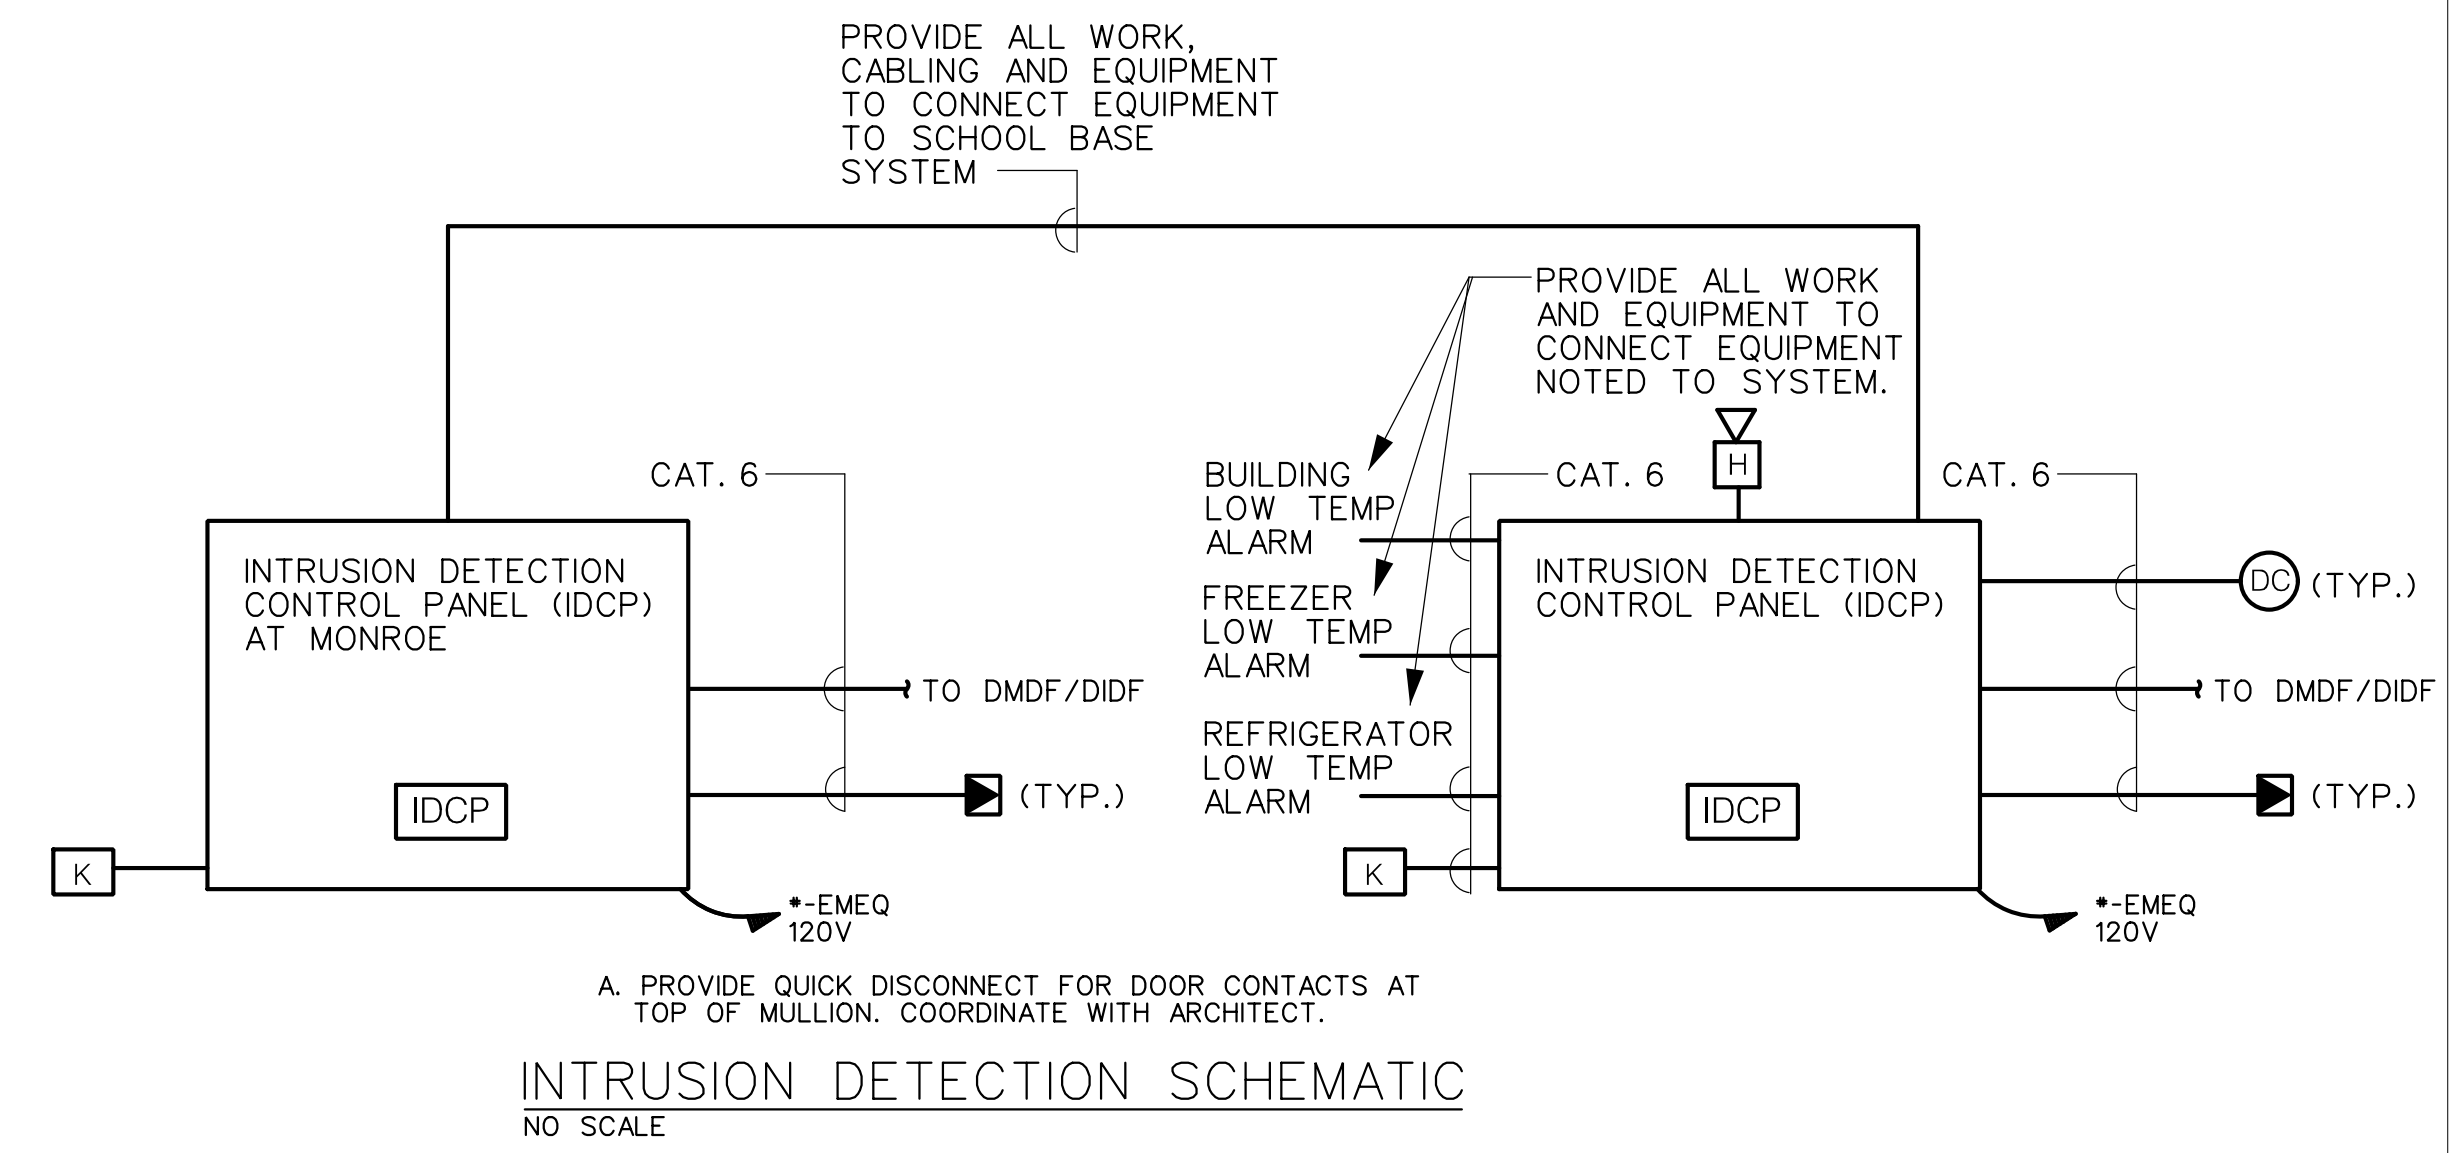 PROVIDE ALL WORK,
CABLING AND EQUIPMENT
TO CONNECT EQUIPMENT
TO SCHOOL BASE
SYSTEM
PROVIDE ALL WORK
AND EQUIPMENT TO
CONNECT EQUIPMENT
NOTED TO SYSTEM.
CAT. 6
INTRUSION DETECTION
CONTROL PANEL (IDCP)
AT MONROE
TO DMDF/DIDF
IDCP
(TYP.)
K
*-EMEQ
120V
BUILDING
LOW TEMP
ALARM
FREEZER
LOW TEMP
ALARM
REFRIGERATOR
LOW TEMP
ALARM
CAT. 6
H
CAT. 6
INTRUSION DETECTION
CONTROL PANEL (IDCP)
DC (TYP.)
TO DMDF/DIDF
IDCP
(TYP.)
K
*-EMEQ
120V
A. PROVIDE QUICK DISCONNECT FOR DOOR CONTACTS AT
TOP OF MULLION. COORDINATE WITH ARCHITECT.
INTRUSION DETECTION SCHEMATIC
NO SCALE